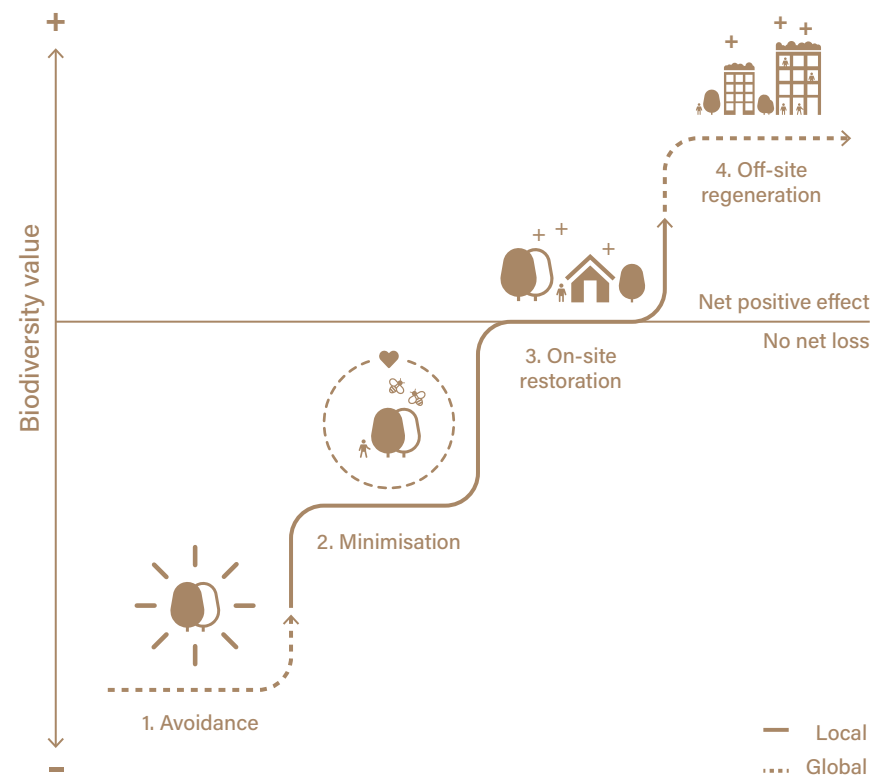 +
4. Off-site
regeneration
Biodiversity value
Net positive effect
No net loss
3. On-site
restoration
2. Minimisation
1. Avoidance
Local
Global
-